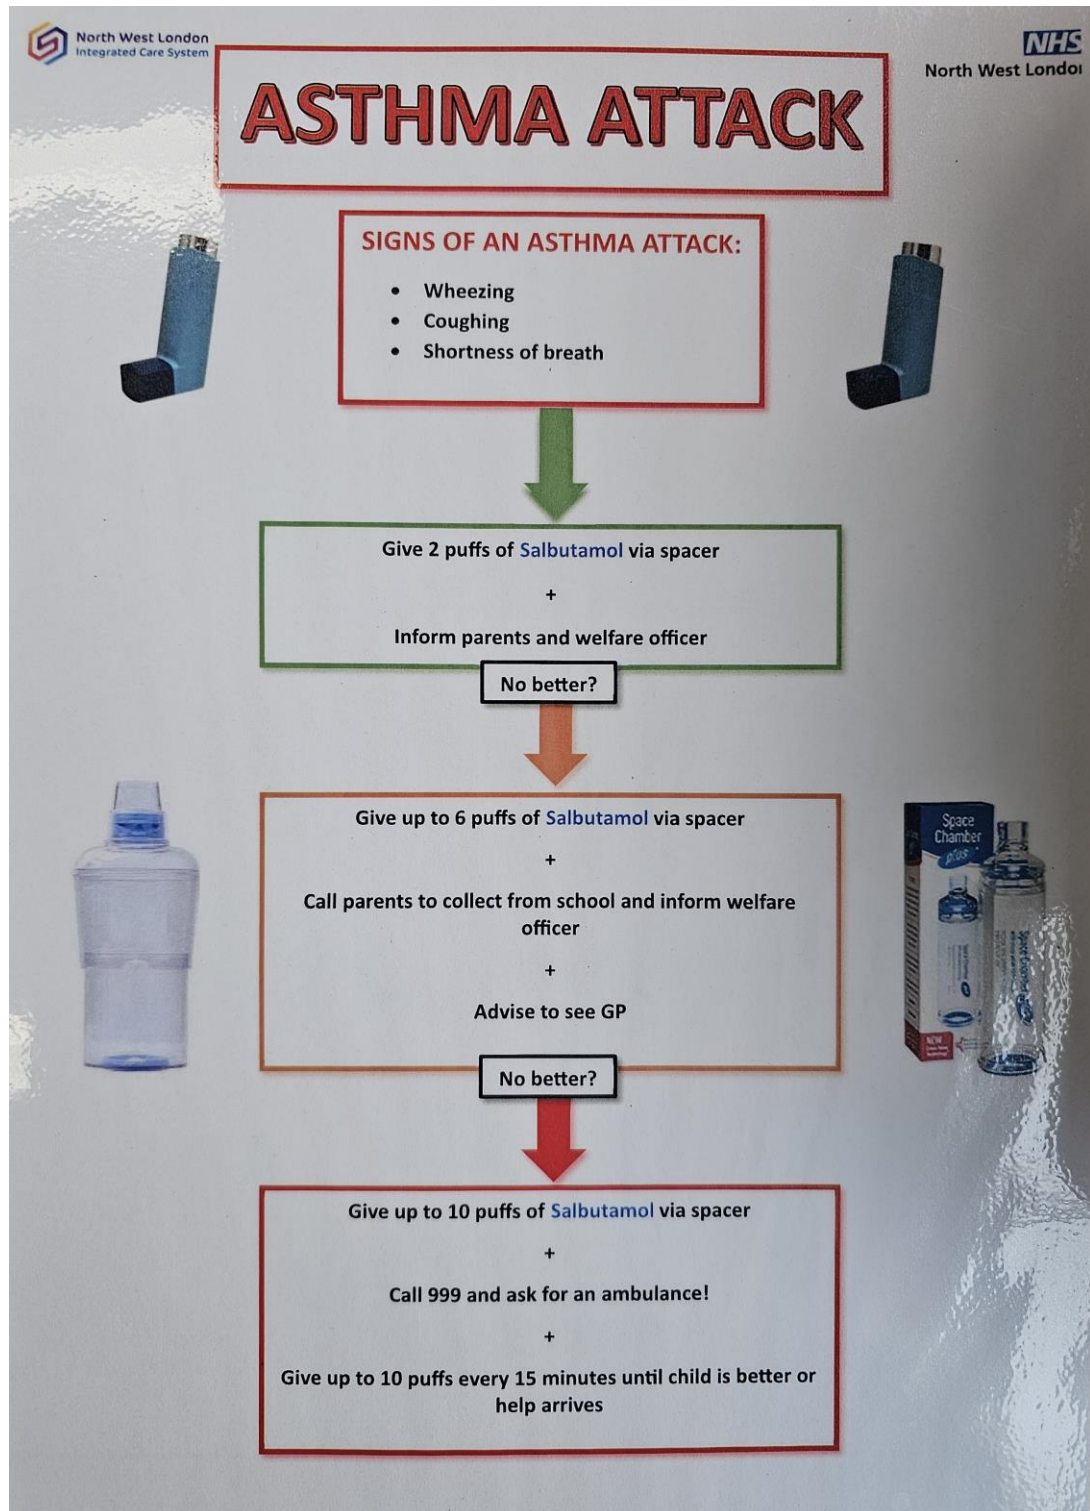 North West London
Integrated Care System
NHS
North West Londo
ASTHMA ATTACK
SIGNS OF AN ASTHMA ATTACK:
• Wheezing
• Coughing
• Shortness of breath
Give 2 puffs of Salbutamol via spacer
+
Inform parents and welfare officer
No better?
Give up to 6 puffs of Salbutamol via spacer
+
Call parents to collect from school and inform welfare
officer
+
Advise to see GP
Space
Chamber
plus
NEW
No better?
Give up to 10 puffs of Salbutamol via spacer
+
Call 999 and ask for an ambulance!
+
Give up to 10 puffs every 15 minutes until child is better or
help arrives